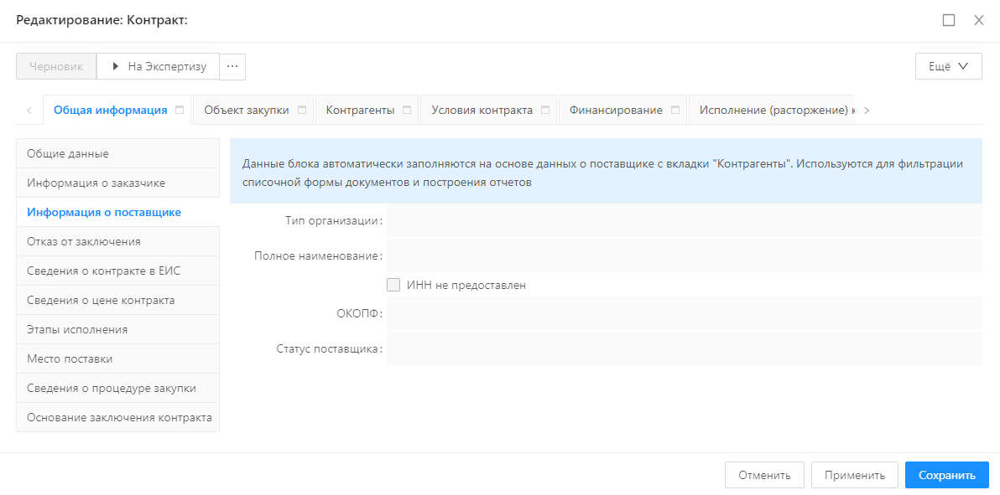 Редактирование: Контракт:
Черновик
На Экспертизу
...
Ещё
Общая информация
Объект закупки
Контрагенты
Условия контракта
Финансирование
Исполнение (расторжение) к
Общие данные
Информация о заказчике
Информация о поставщике
Отказ от заключения
Сведения о контракте в ЕИС
Сведения о цене контракта
Этапы исполнения
Место поставки
Сведения о процедуре закупки
Основание заключения контракта
Данные блока автоматически заполняются на основе данных о поставщике с вкладки "Контрагенты". Используются для фильтрации
списочной формы документов и построения отчетов
Тип организации:
Полное наименование:
ИНН не предоставлен
ОКОПФ:
Статус поставщика:
Отменить
Применить
Сохранить